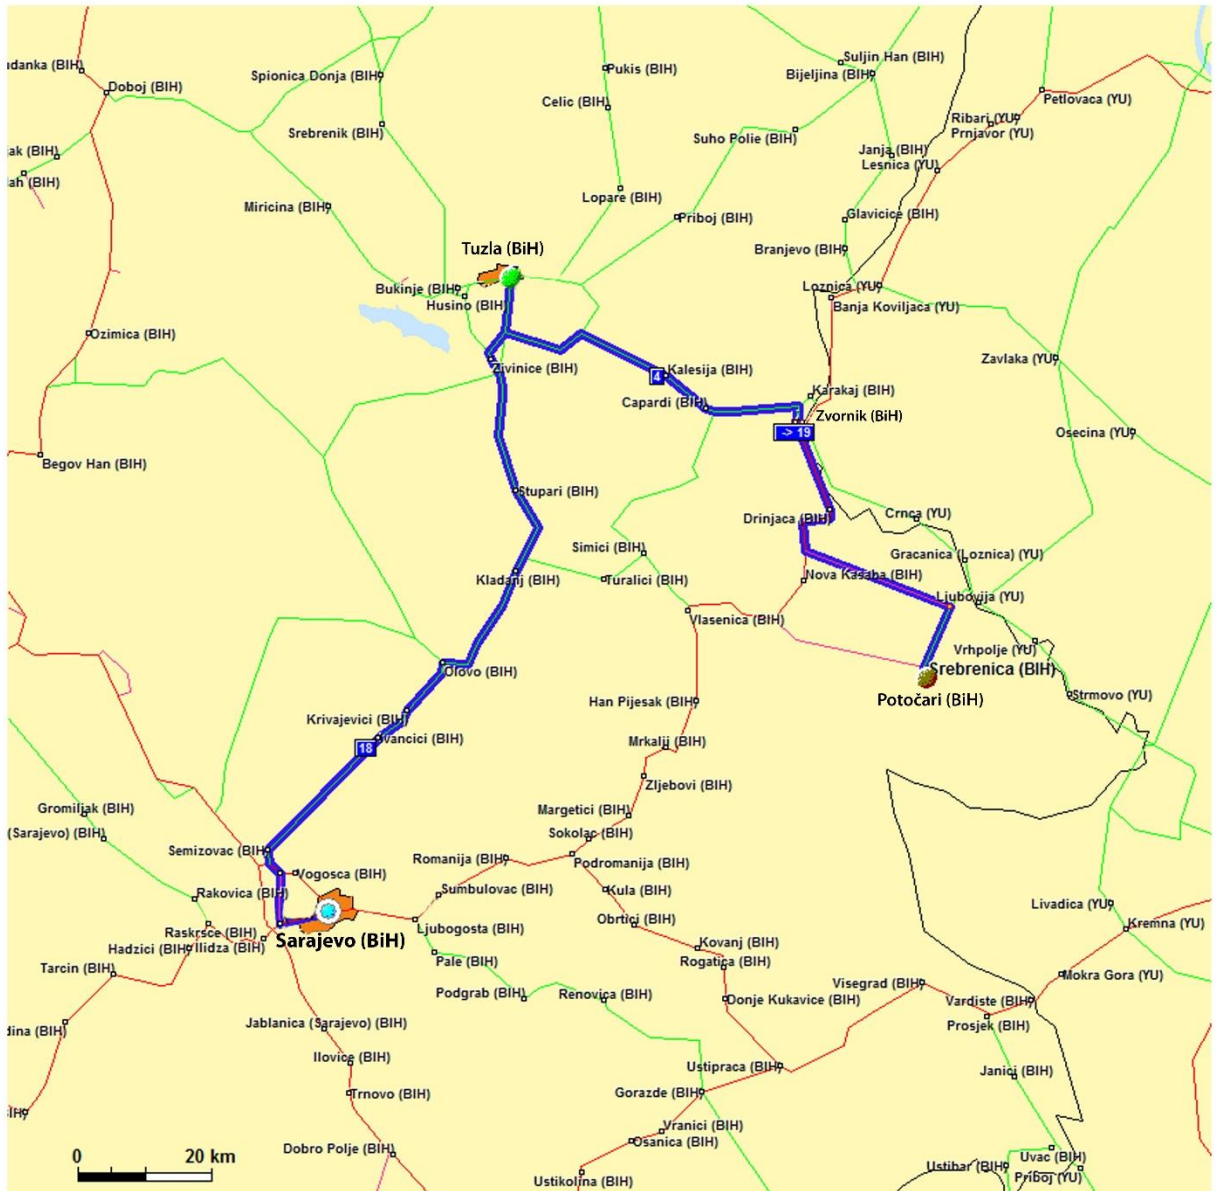 Suljin Han (BIH)
udanka (BIH)
Pukis (BIH)
Bijeljina (BIH)
Spionica Donja (BIH)
Doboj (BIH)
Petlovaca (YU)
Celic (BIH)
Ribari (YU)
Srebrenik (BIH)
Prnjavor (YU)
Suho Polie (BIH)
jak (BIH)
Janja (BIH)
Lesnica (YU)
ah (BIH)
Lopare (BIH)
Miricina (BIH)
Priboj (BIH)
Glavicice (BIH)
Tuzla (BiH)
Branjevo (BIH)
Bukinje (BIH)
Loznica (YU)
Husino (BIH)
Banja Koviljaca (YU)
Ozimica (BIH)
Zavlaka (YU)
Zivinice (BIH)
4
Kalesija (BIH)
Karakaj (BIH)
Capardi (BIH)
Zvornik (BiH)
-> 19
Osecina (YU)
Begov Han (BIH)
Stupari (BIH)
Drinjaca (BIH)
Crnca (YU)
Simici (BIH)
Gracanica (Loznica) (YU)
Kladanj (BIH)
Turalici (BIH)
Nova Kasaba (BIH)
Ljubovija (YU)
Vlasenica (BIH)
Vrhpolje (YU)
Olovo (BIH)
Srebrenica (BIH)
Strmovo (YU)
Potočari (BiH)
Han Pijesak (BIH)
Krivajevici (BIH)
Ivancici (BIH)
18
Mrkalji (BIH)
Zljebovi (BIH)
Gromiljak (BIH)
Margetici (BIH)
(Sarajevo) (BIH)
Sokolac (BIH)
Semizovac (BIH)
Romanija (BIH)
Podromanija (BIH)
Vogosca (BIH)
Rakovica (BIH)
Sumbulovac (BIH)
Kula (BIH)
Livadica (YU)
Obrtici (BIH)
Kremna (YU)
Raskrsce (BIH)
Ljubogosta (BIH)
Sarajevo (BiH)
Hadzici (BIH)
Ilidza (BIH)
Kovanj (BIH)
Pale (BIH)
Rogatica (BIH)
Tarcin (BIH)
Mokra Gora (YU)
Visegrad (BIH)
Podgrab (BIH)
Renovica (BIH)
Donje Kukavice (BIH)
Vardiste (BIH)
Jablanica (Sarajevo) (BIH)
Prosjek (BIH)
dina (BIH)
Ilovice (BIH)
Ustipraca (BIH)
Janici (BIH)
Trnovo (BIH)
Gorazde (BIH)
BIH)
Vranici (BIH)
Osanica (BIH)
Dobro Polje (BIH)
0 20 km
Uvac (BIH)
Ustibar (BIH)
Ustikolina (BIH)
Priboj (YU)